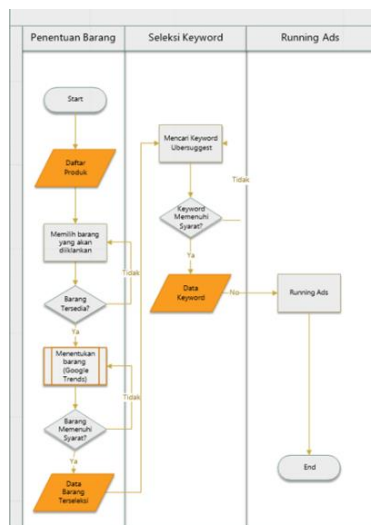 Penentuan Barang
Seleksi Keyword
Running Ads
Start
Daftar
Produk
Memilih barang
yang akan
diiklankan
Tidak
Barang
Tersedia?
Ya
Menentukan
barang
(Google
Trends)
Tidak
Barang
Memenuhi
Syarat?
Ya
Data
Barang
Terseleksi
Mencari Keyword
Ubersuggest
Tidak
Keyword
Memenuhi
Syarat?
Ya
Data
Keyword
No
Running Ads
End